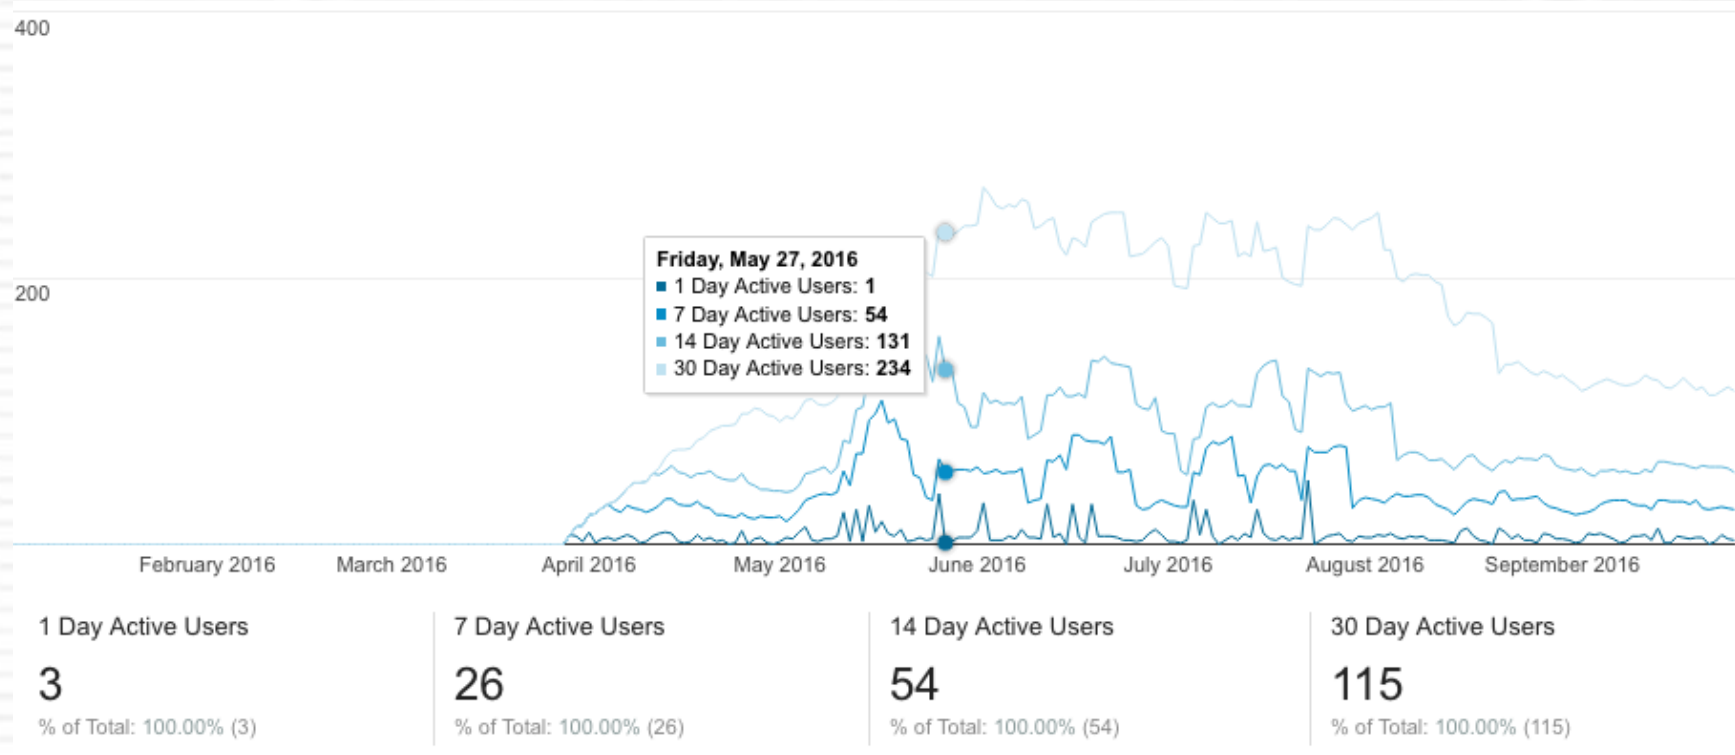 400
Friday, May 27, 2016
1 Day Active Users: 1
7 Day Active Users: 54
14 Day Active Users: 131
30 Day Active Users: 234
200
February 2016 March 2016 April 2016 May 2016 June 2016 July 2016 August 2016 September 2016
1 Day Active Users 7 Day Active Users 14 Day Active Users 30 Day Active Users
3 26 54 115
% of Total: 100.00% (3) % of Total: 100.00% (26) % of Total: 100.00% (54) % of Total: 100.00% (115)